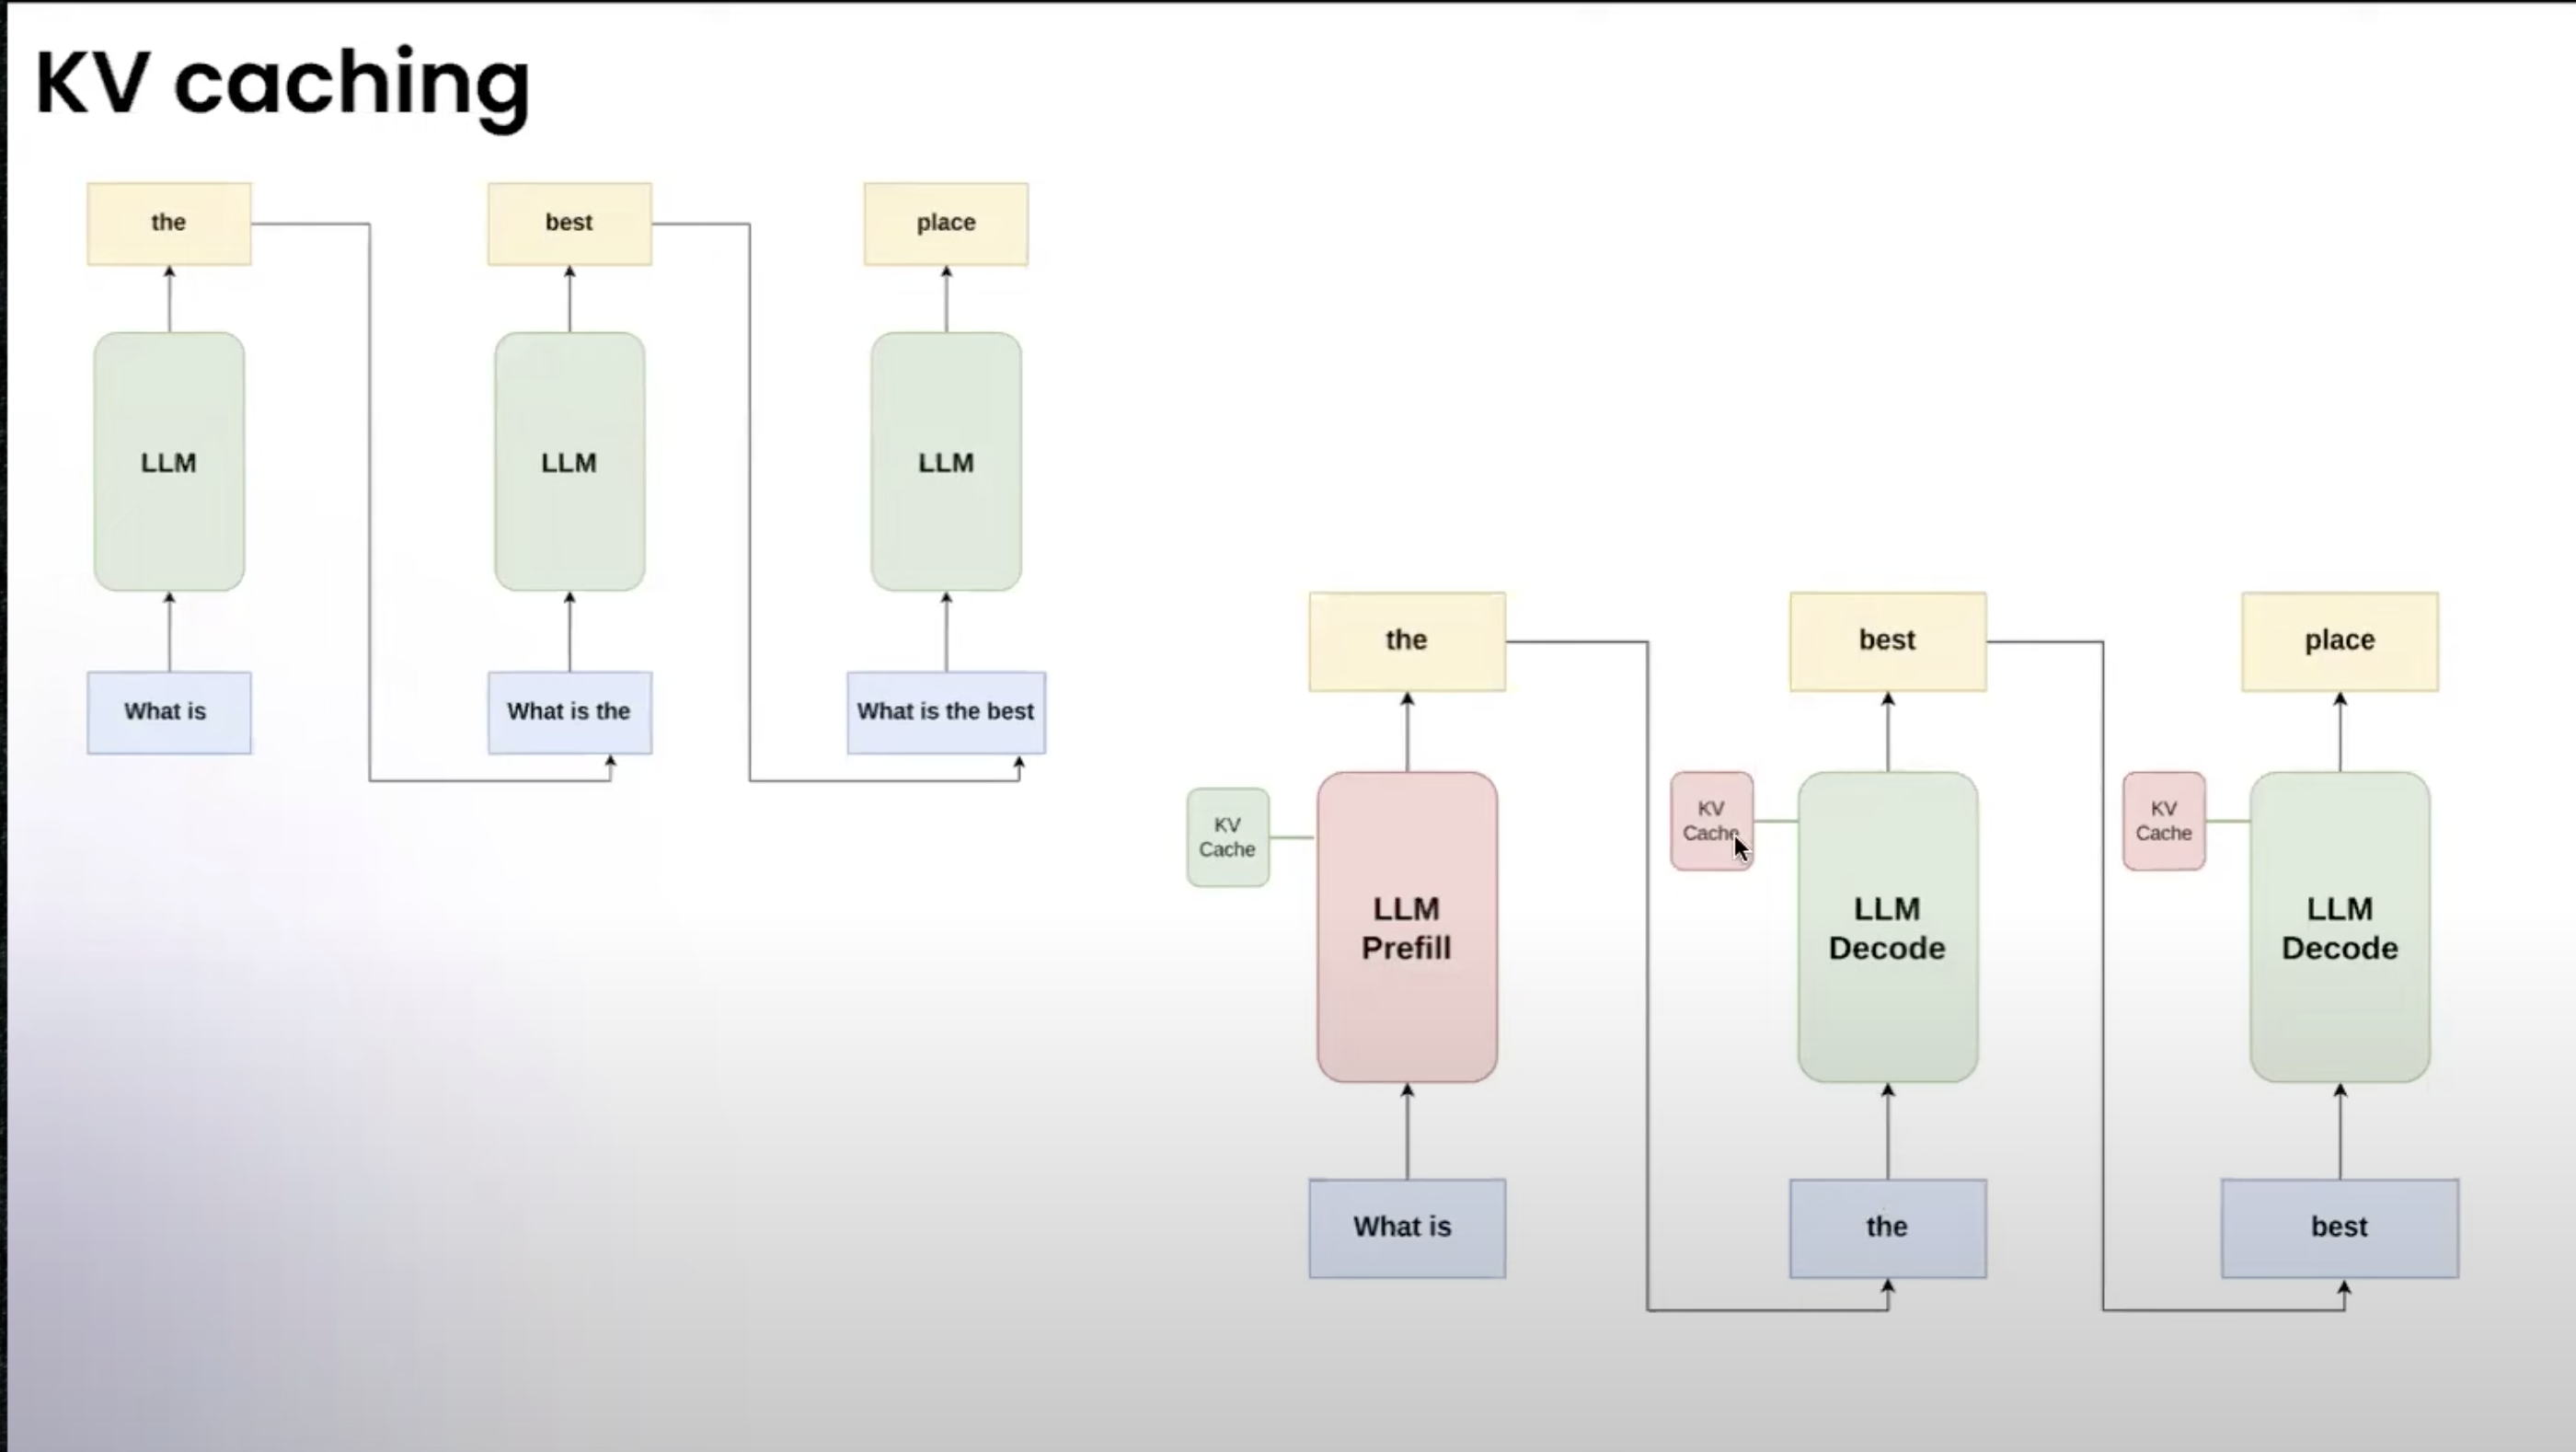 KV caching
the
best
place
LLM
LLM
LLM
What is
What is the
What is the best
the
best
place
KV
Cache
LLM
Prefill
KV
Cache
LLM
Decode
KV
Cache
LLM
Decode
What is
the
best